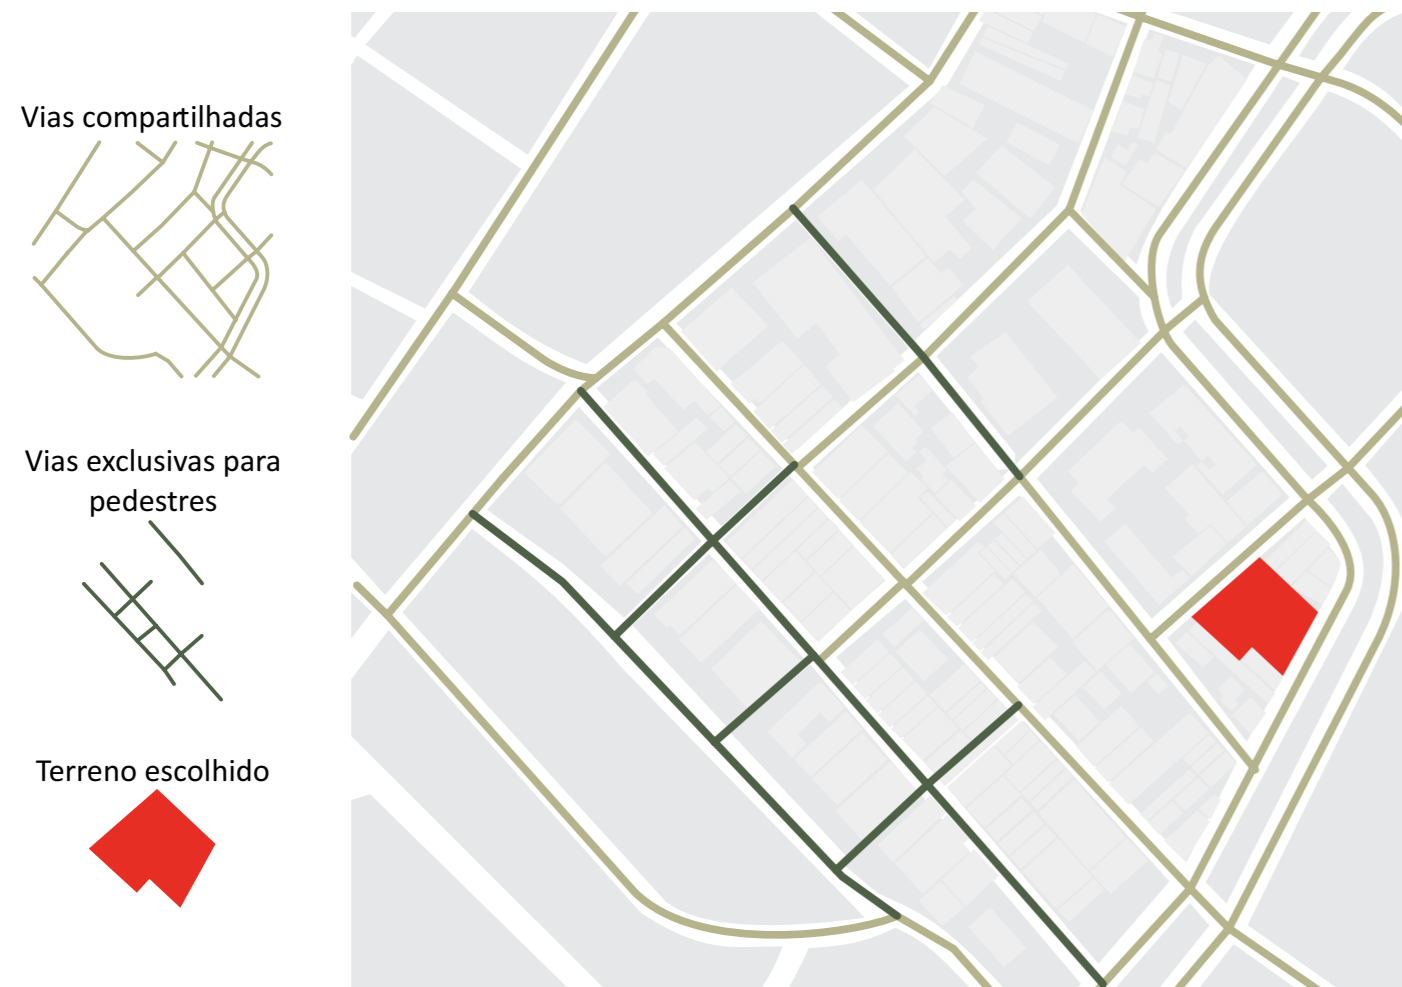 Vias compartilhadas
Vias exclusivas para
pedestres
Terreno escolhido